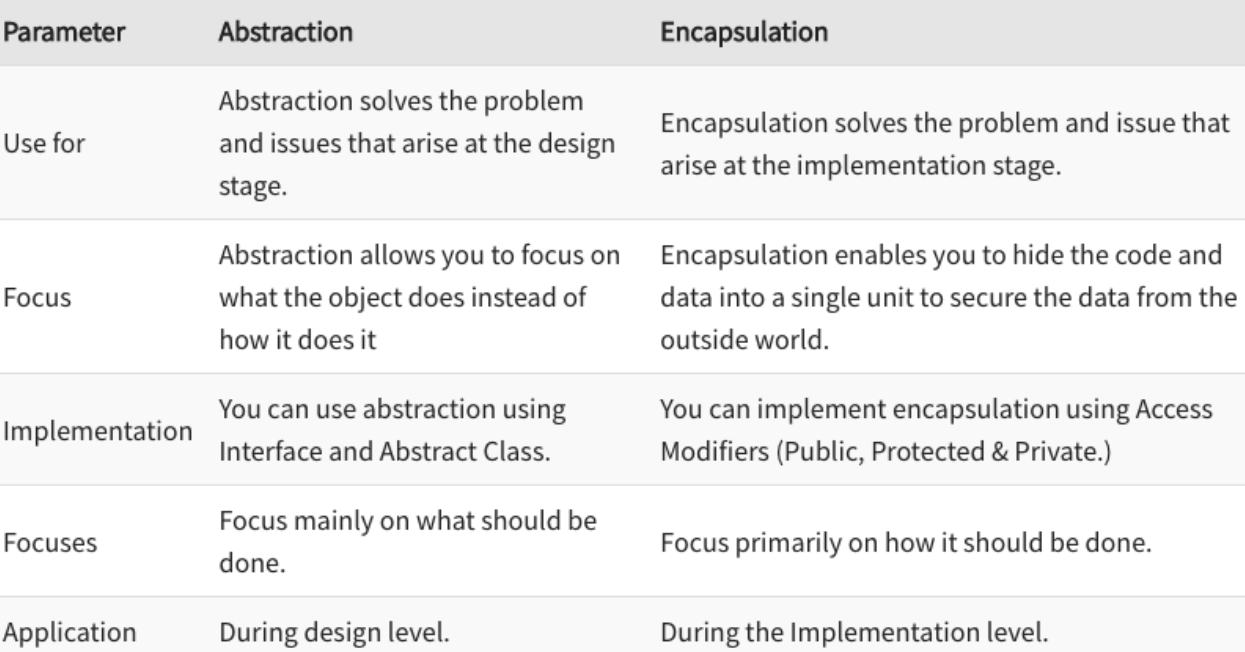 Parameter Abstraction Encapsulation
Use for
Abstraction solves the problem
and issues that arise at the design
stage.
Encapsulation solves the problem and issue that
arise at the implementation stage.
Focus
Abstraction allows you to focus on
what the object does instead of
how it does it
Encapsulation enables you to hide the code and
data into a single unit to secure the data from the
outside world.
Implementation
You can use abstraction using
Interface and Abstract Class.
You can implement encapsulation using Access
Modifiers (Public, Protected & Private.)
Focuses
Focus mainly on what should be
done.
Focus primarily on how it should be done.
Application
During design level.
During the Implementation level.